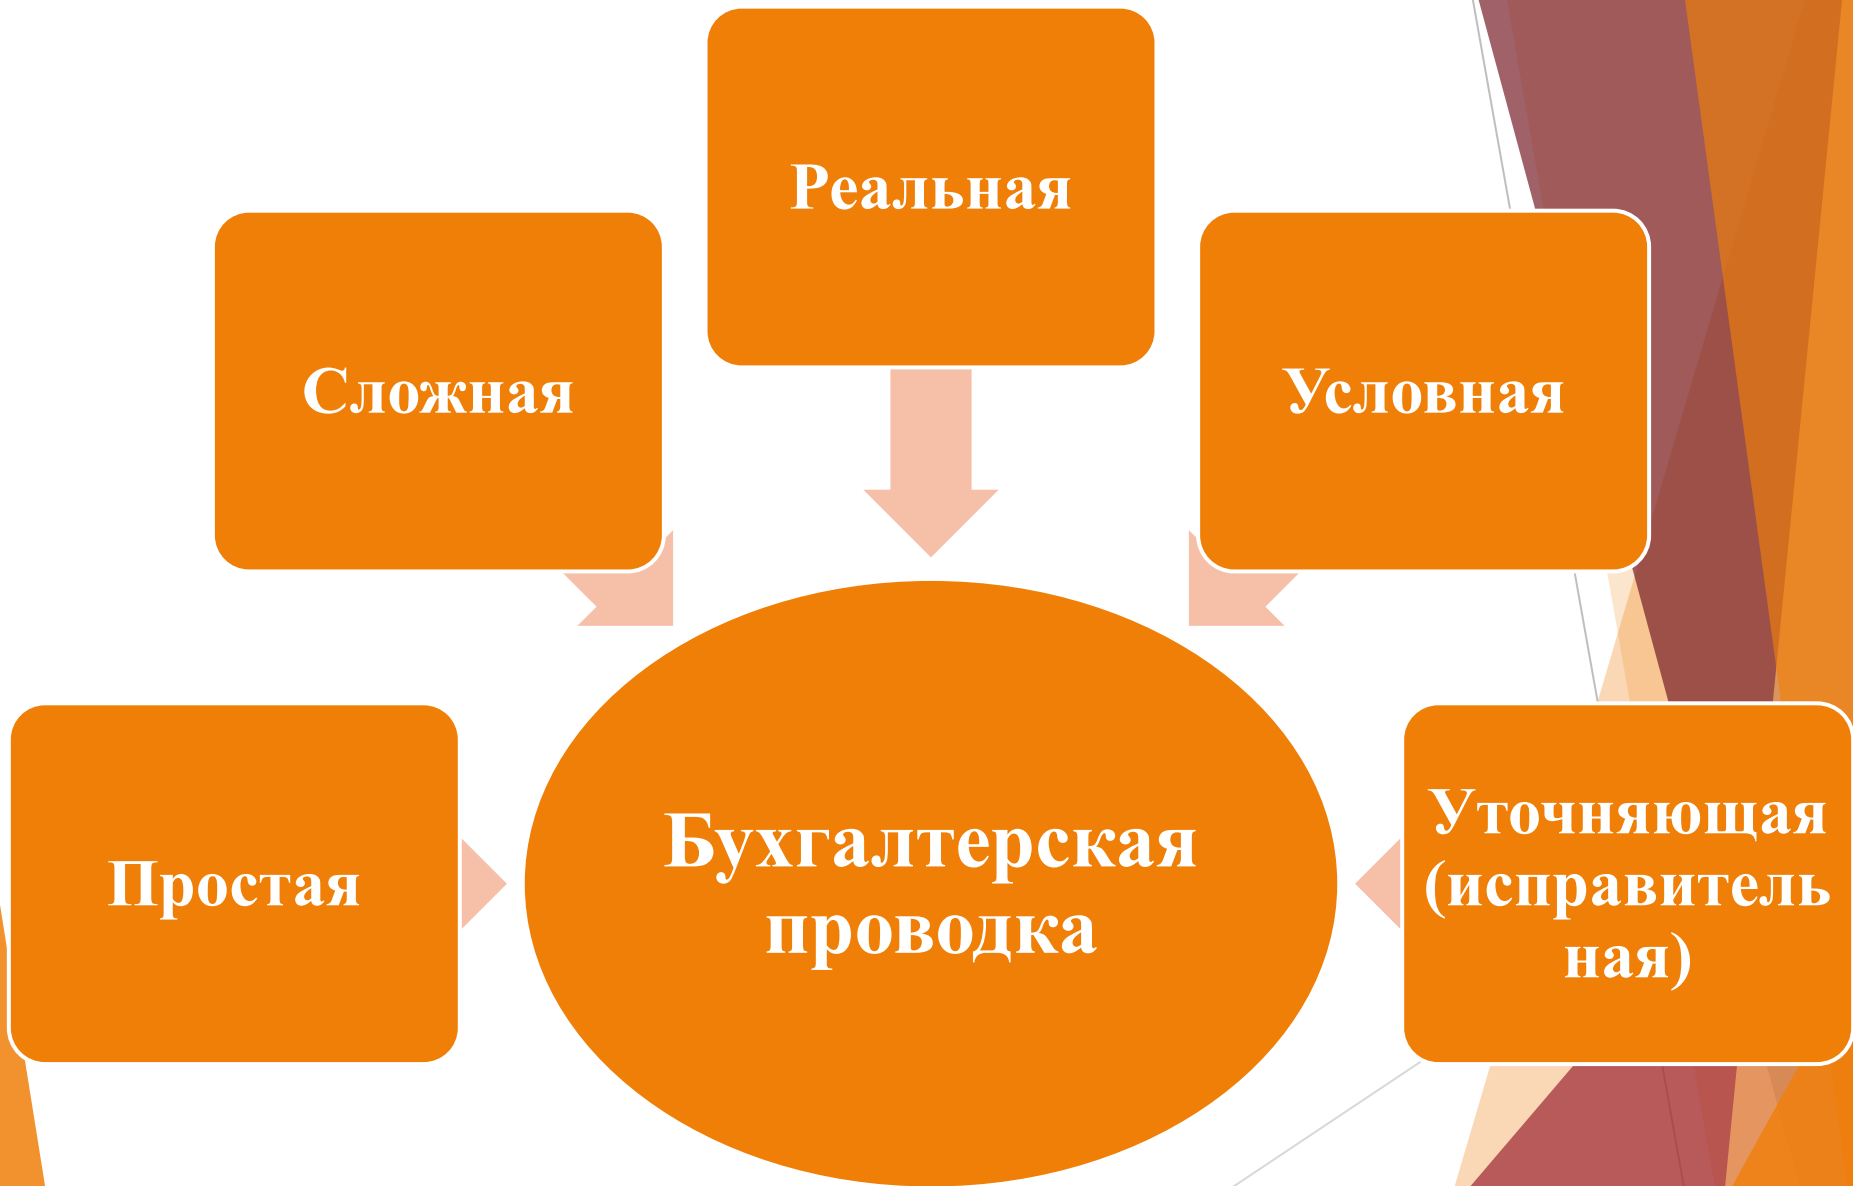 Реальная
Сложная
Условная
Простая
Бухгалтерская
проводка
Уточняющая
(исправитель
ная)